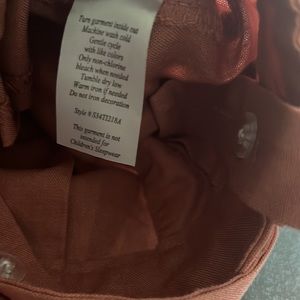 Turn garment inside out
Machine wash cold
Gentle cycle
with like colors
Only non-chlorine
bleach when needed
Tumble dry low
Warm iron if needed
Do not iron decoration
Style # S34TI218A
This garment is not
intended for
Children's Sleepwear